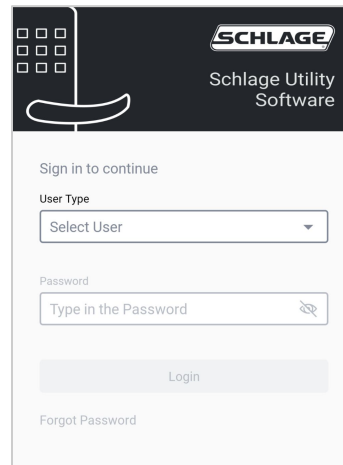 SCHLAGE
Schlage Utility
Software
Sign in to continue
User Type
Select User
Password
Type in the Password
Login
Forgot Password